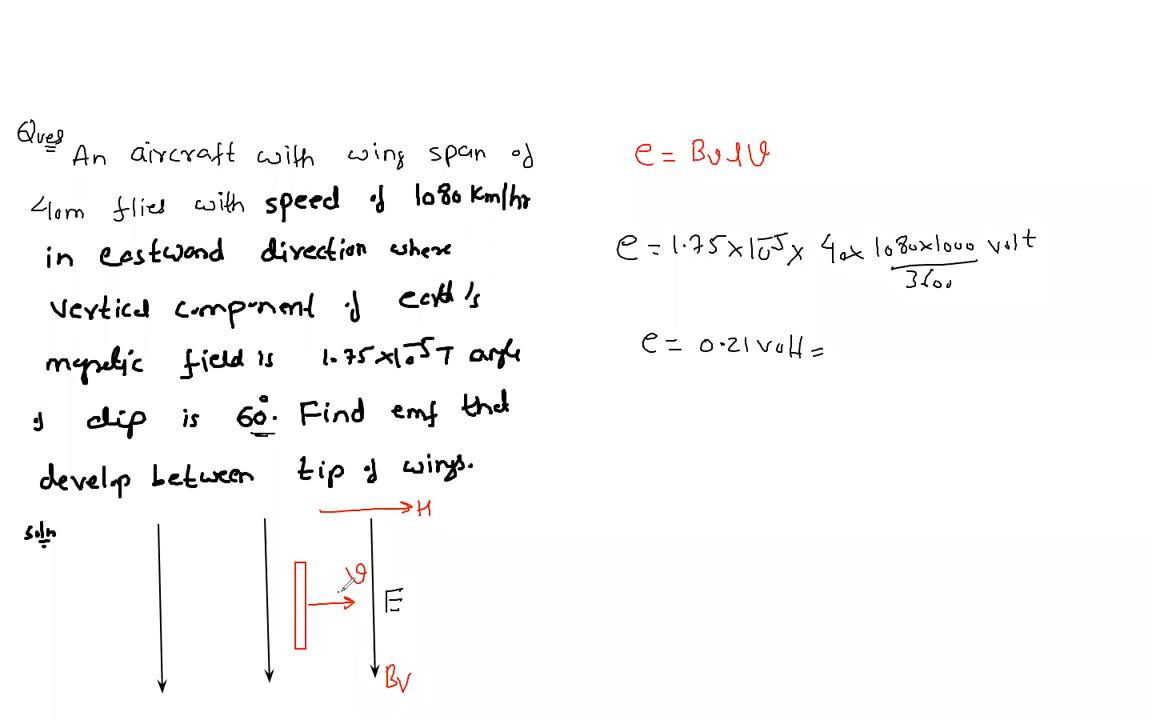 Ques An aircraft with wing span of
40m flies with speed of 1080 Km/hr
in eastward direction where
vertical component of earth's
magnetic field is 1.75×10⁻⁵T angle
of dip is 60°. Find emf that
develop between tip of wings.
Soln
H
v
E
Bv
e = Bv l v
e = 1.75×10⁻⁵× 40× 1080×1000/3600 volt
e = 0.21 volt =